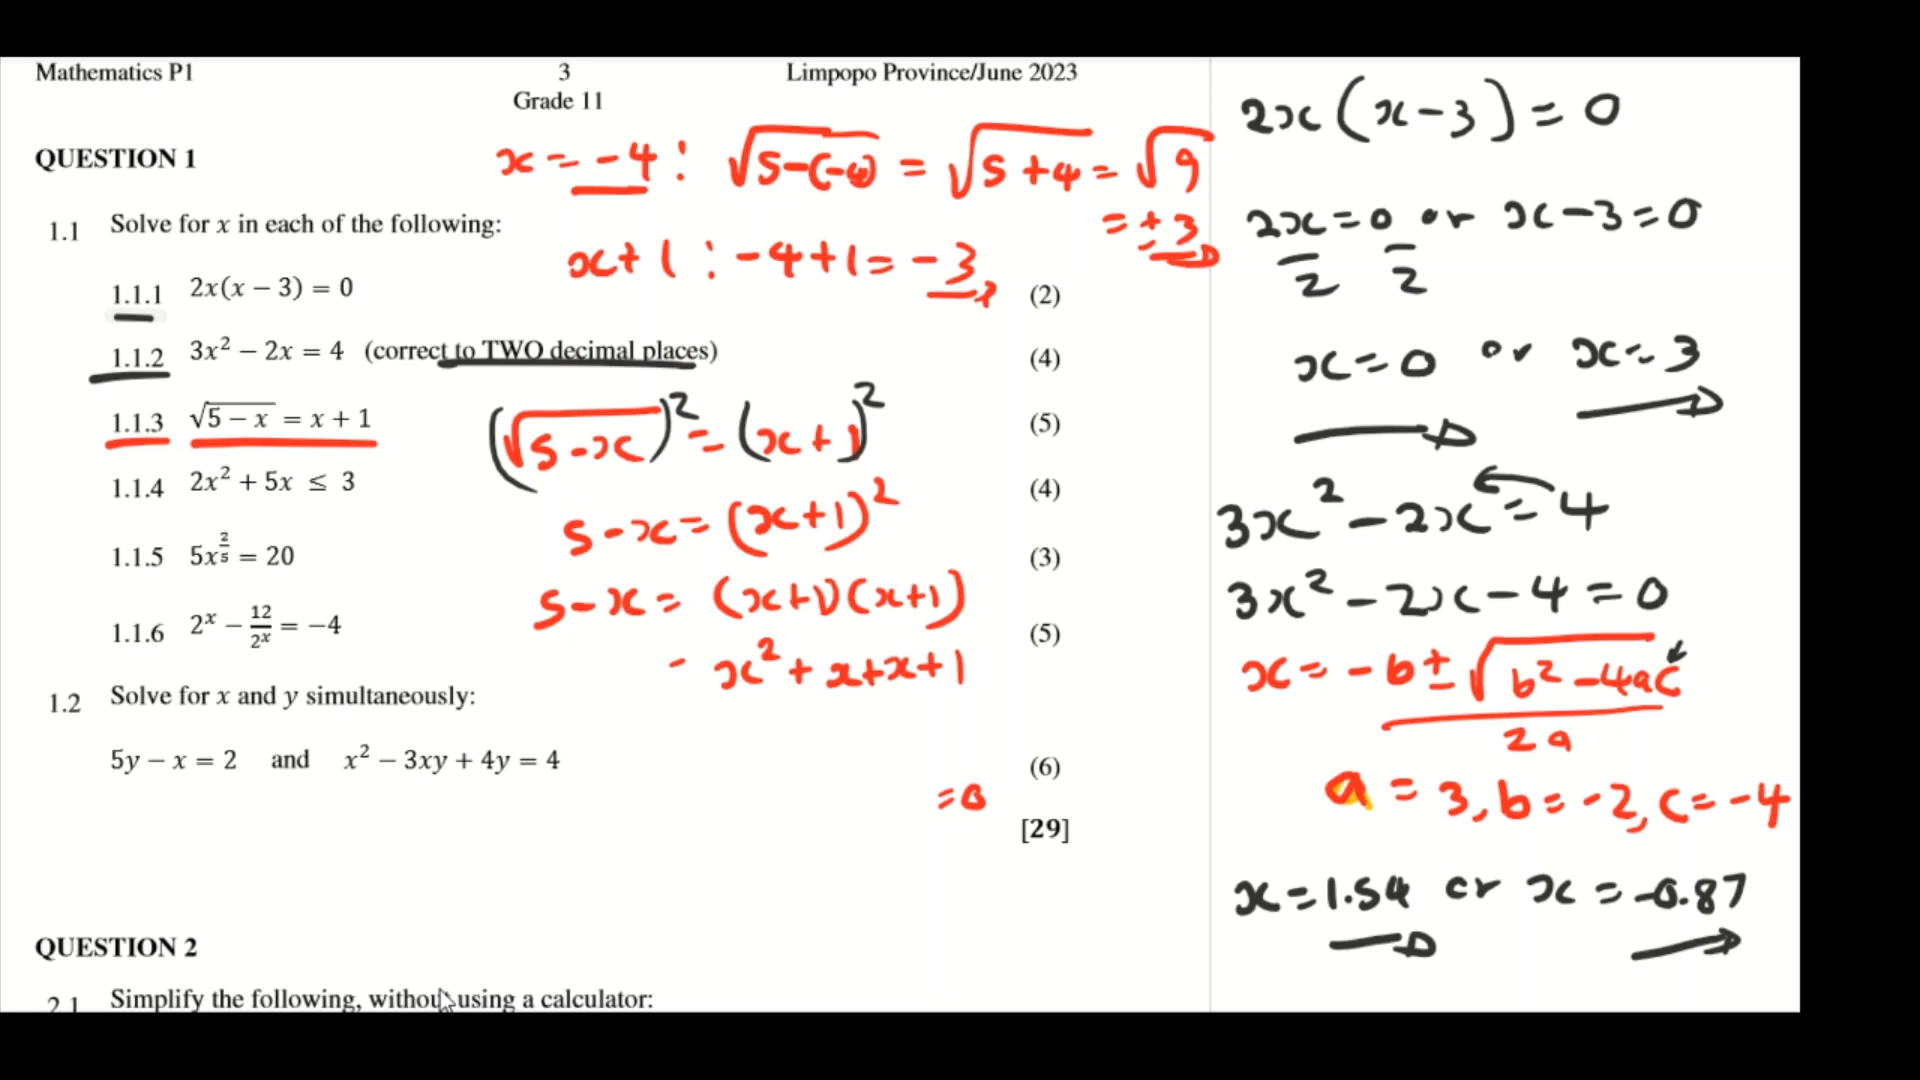 Mathematics P1
3
Limpopo Province/June 2023
Grade 11
QUESTION 1
1.1 Solve for x in each of the following:
1.1.1 2x(x − 3) = 0 (2)
1.1.2 3x² − 2x = 4 (correct to TWO decimal places) (4)
1.1.3 √(5 − x) = x + 1 (5)
1.1.4 2x² + 5x ≤ 3 (4)
1.1.5 5x^(2/5) = 20 (3)
1.1.6 2^x − 12/2^x = −4 (5)
1.2 Solve for x and y simultaneously:
5y − x = 2 and x² − 3xy + 4y = 4 (6)
[29]
QUESTION 2
2.1 Simplify the following, without using a calculator:
x = -4 : √(5-(-4)) = √(5+4) = √9
= ±3
x+1 : -4+1 = -3
(√(5-x))² = (x+1)²
5-x = (x+1)²
5-x = (x+1)(x+1)
= x² + x+x+1
=0
2x(x-3) = 0
2x=0 or x-3=0
2 2
x=0 or x=3
3x² - 2x = 4
3x² - 2x - 4 = 0
x = -b ± √(b² - 4ac)
2a
a = 3, b = -2, c = -4
x = 1.54 or x = -0.87